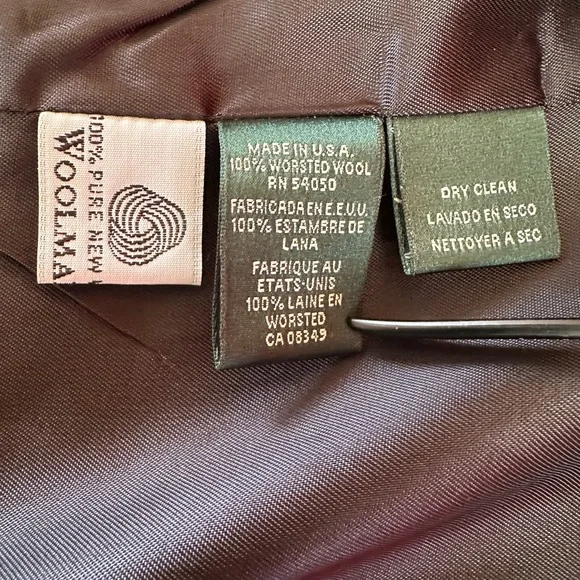 100% PURE NEW
WOOLMA
MADE IN U.S.A.
100% WORSTED WOOL
RN 54050
FABRICADA EN E.E.U.U.
100% ESTAMBRE DE
LANA
FABRIQUE AU
ETATS-UNIS
100% LAINE EN
WORSTED
CA 08349
DRY CLEAN
LAVADO EN SECO
NETTOYER A SEC